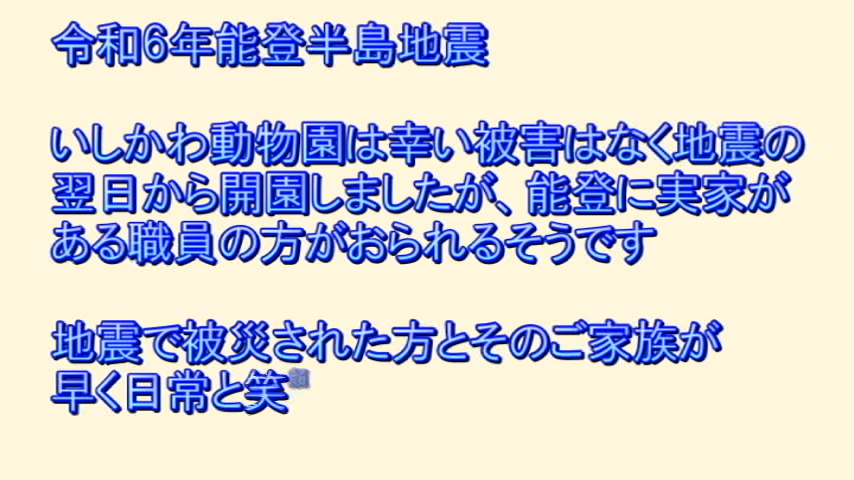 令和6年能登半島地震
いしかわ動物園は幸い被害はなく地震の
翌日から開園しましたが、能登に実家が
ある職員の方がおられるそうです
地震で被災された方とそのご家族が
早く日常と笑